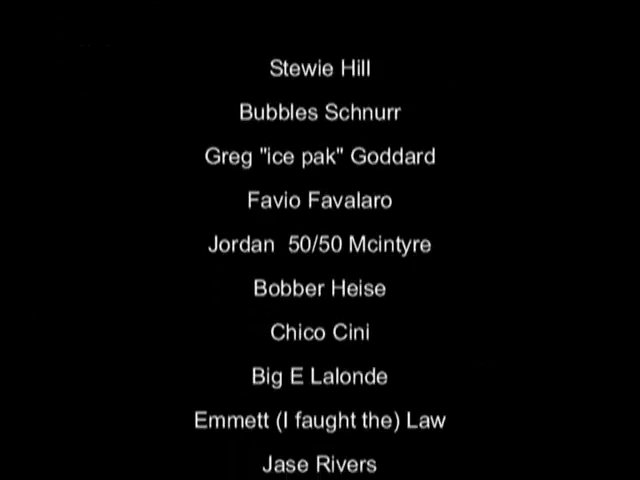 Stewie Hill
Bubbles Schnurr
Greg "ice pak" Goddard
Favio Favalaro
Jordan  50/50 Mcintyre
Bobber Heise
Chico Cini
Big E Lalonde
Emmett (I faught the) Law
Jase Rivers